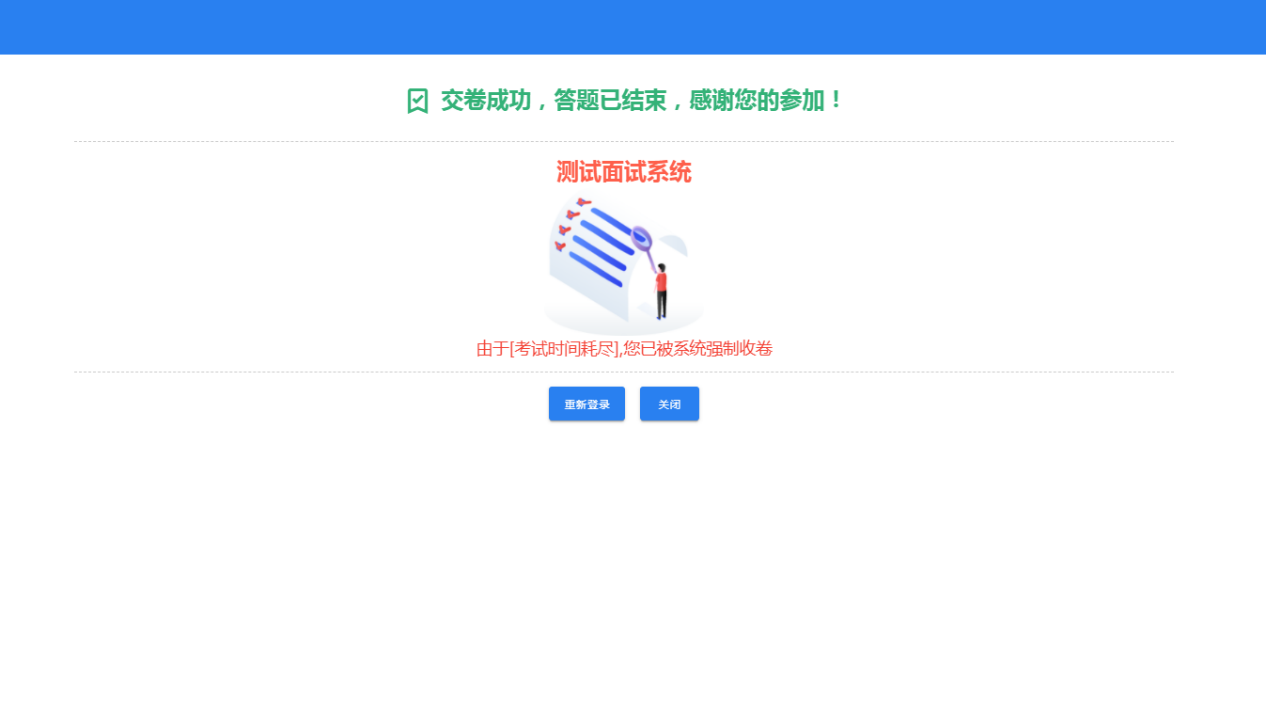 交卷成功，答题已结束，感谢您的参加！
测试面试系统
由于[考试时间耗尽],您已被系统强制收卷
重新登录
关闭